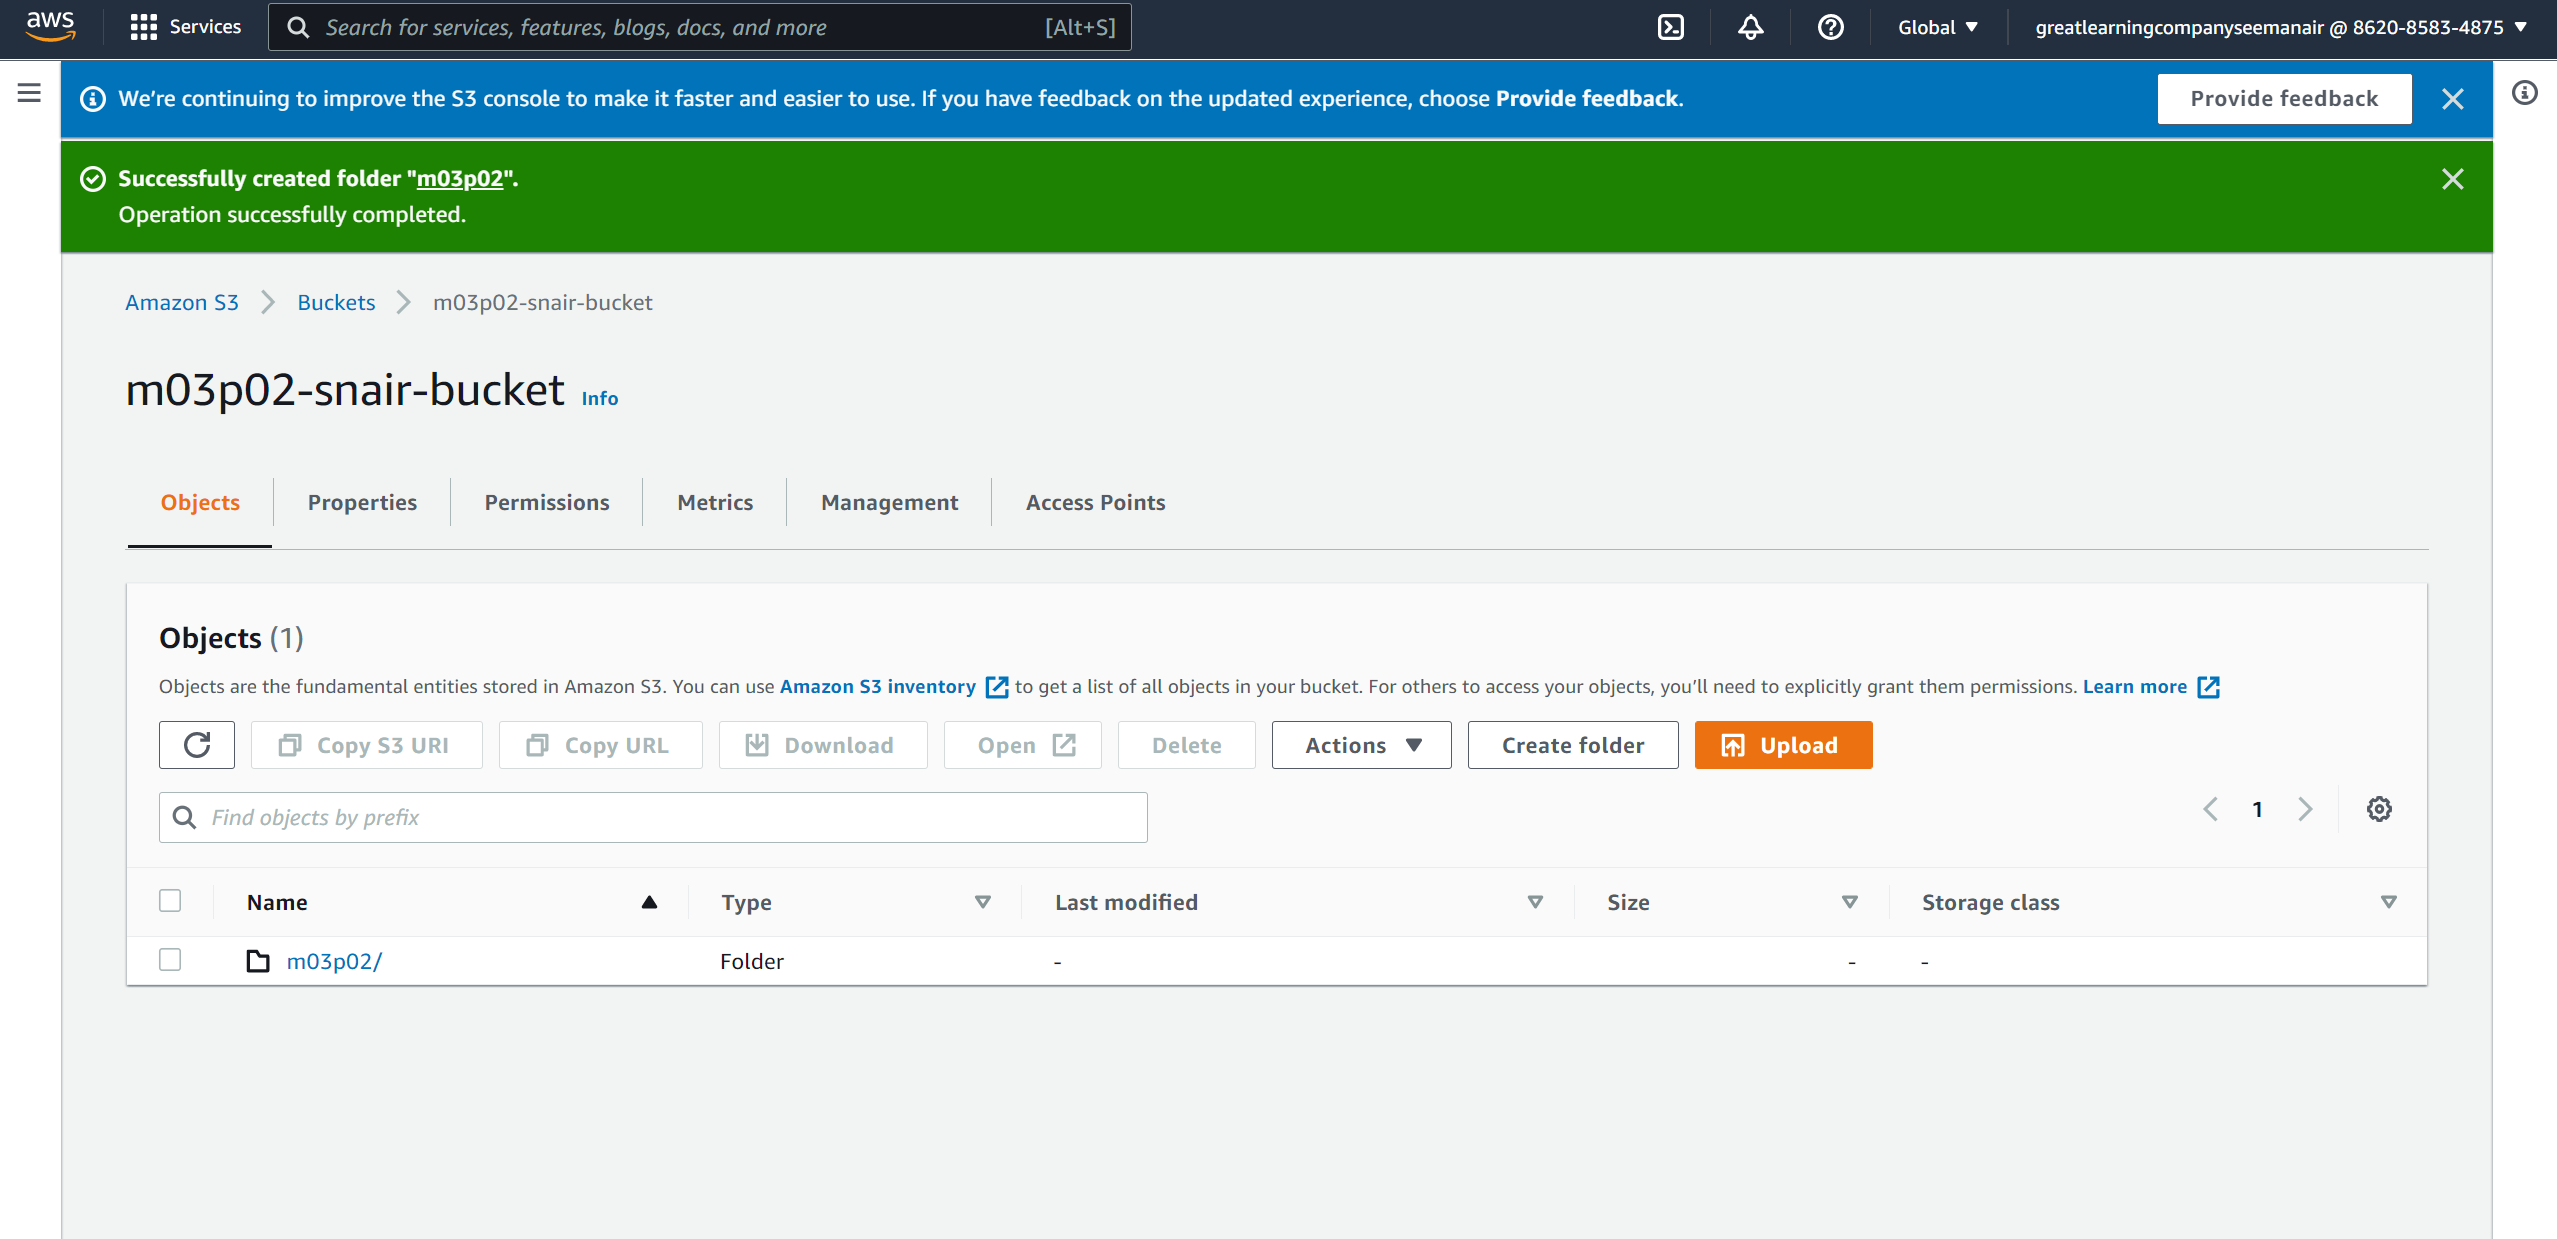 aws Services Search for services, features, blogs, docs, and more [Alt+S] Global greatlearningcompanyseemanair @ 8620-8583-4875
We're continuing to improve the S3 console to make it faster and easier to use. If you have feedback on the updated experience, choose Provide feedback. Provide feedback
Successfully created folder "m03p02".
Operation successfully completed.
Amazon S3 Buckets m03p02-snair-bucket
m03p02-snair-bucket Info
Objects Properties Permissions Metrics Management Access Points
Objects (1)
Objects are the fundamental entities stored in Amazon S3. You can use Amazon S3 inventory to get a list of all objects in your bucket. For others to access your objects, you'll need to explicitly grant them permissions. Learn more
Copy S3 URI Copy URL Download Open Delete Actions Create folder Upload
Find objects by prefix 1
Name Type Last modified Size Storage class
m03p02/ Folder - - -